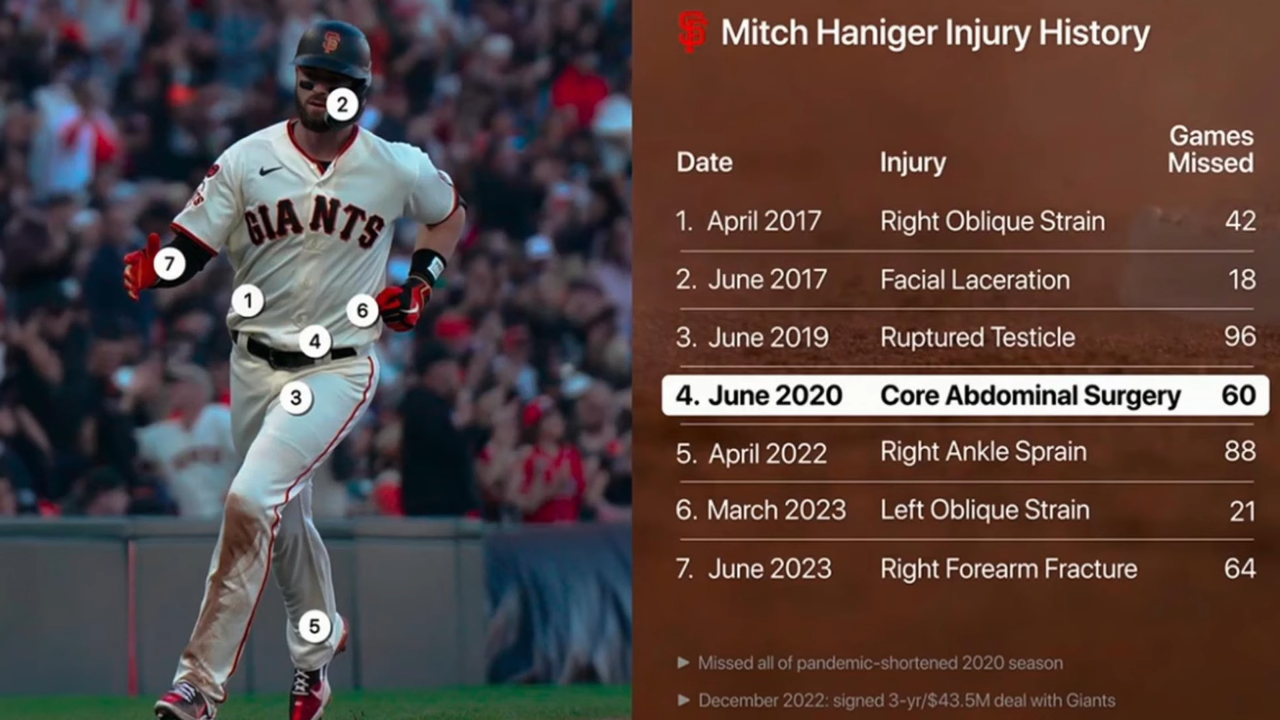 SF Mitch Haniger Injury History
Games
Date Injury Missed
1. April 2017 Right Oblique Strain 42
2. June 2017 Facial Laceration 18
3. June 2019 Ruptured Testicle 96
4. June 2020 Core Abdominal Surgery 60
5. April 2022 Right Ankle Sprain 88
6. March 2023 Left Oblique Strain 21
7. June 2023 Right Forearm Fracture 64
► Missed all of pandemic-shortened 2020 season
► December 2022: signed 3-yr/$43.5M deal with Giants
SF
2
GIANTS
7
1
6
4
3
5